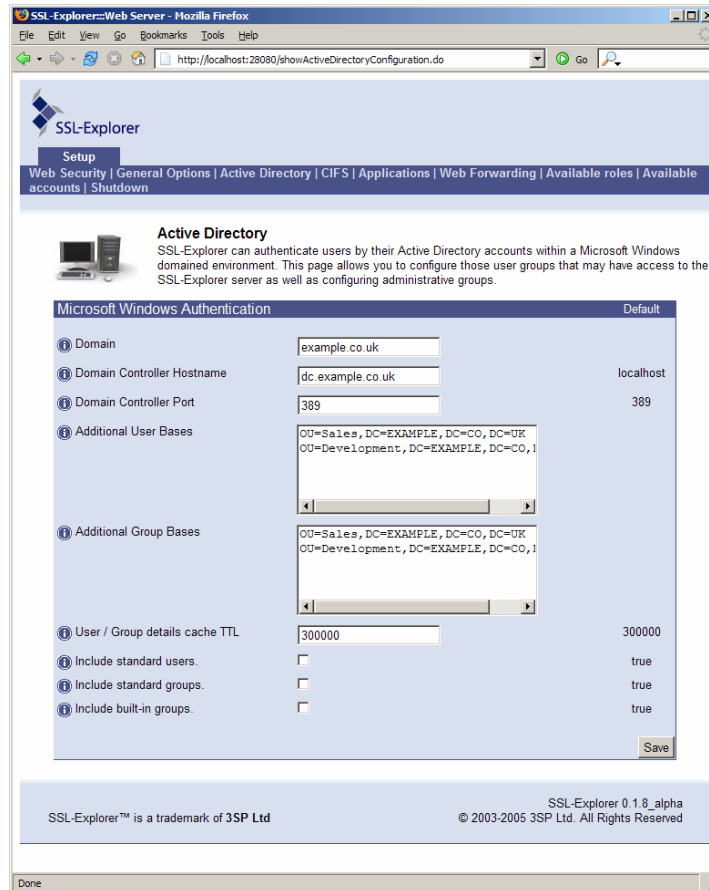 SSL-Explorer:::Web Server - Mozilla Firefox
File Edit View Go Bookmarks Tools Help
http://localhost:28080/showActiveDirectoryConfiguration.do Go
SSL-Explorer
Setup
Web Security | General Options | Active Directory | CIFS | Applications | Web Forwarding | Available roles | Available
accounts | Shutdown
Active Directory
SSL-Explorer can authenticate users by their Active Directory accounts within a Microsoft Windows
domained environment. This page allows you to configure those user groups that may have access to the
SSL-Explorer server as well as configuring administrative groups.
Microsoft Windows Authentication Default
Domain example.co.uk
Domain Controller Hostname dc.example.co.uk localhost
Domain Controller Port 389 389
Additional User Bases OU=Sales,DC=EXAMPLE,DC=CO,DC=UK
OU=Development,DC=EXAMPLE,DC=CO,
Additional Group Bases OU=Sales,DC=EXAMPLE,DC=CO,DC=UK
OU=Development,DC=EXAMPLE,DC=CO,
User / Group details cache TTL 300000 300000
Include standard users. true
Include standard groups. true
Include built-in groups. true
Save
SSL-Explorer 0.1.8_alpha
SSL-Explorer™ is a trademark of 3SP Ltd © 2003-2005 3SP Ltd. All Rights Reserved
Done